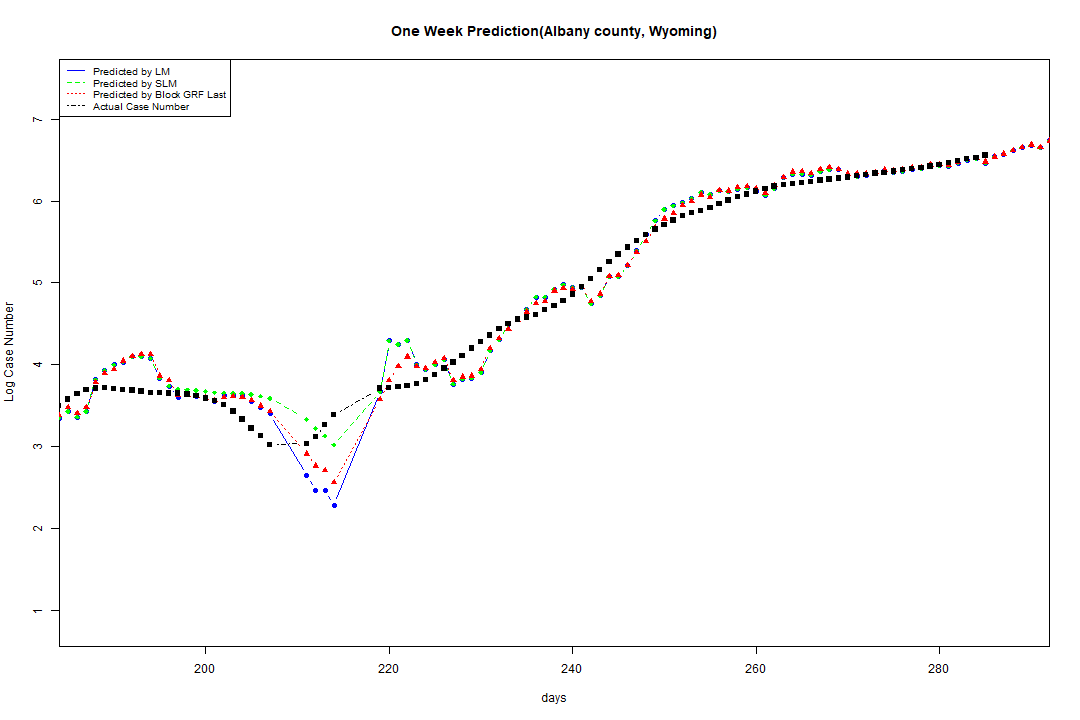 One Week Prediction(Albany county, Wyoming)
Predicted by LM
Predicted by SLM
Predicted by Block GRF Last
Actual Case Number
7
6
5
4
3
2
1
Log Case Number
200 220 240 260 280
days